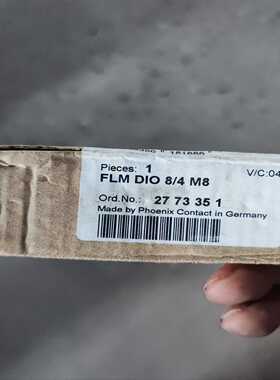 Pieces: 1 V/C:04
FLM DIO 8/4 M8
Ord.No.: 27 73 35 1
Made by Phoenix Contact in Germany